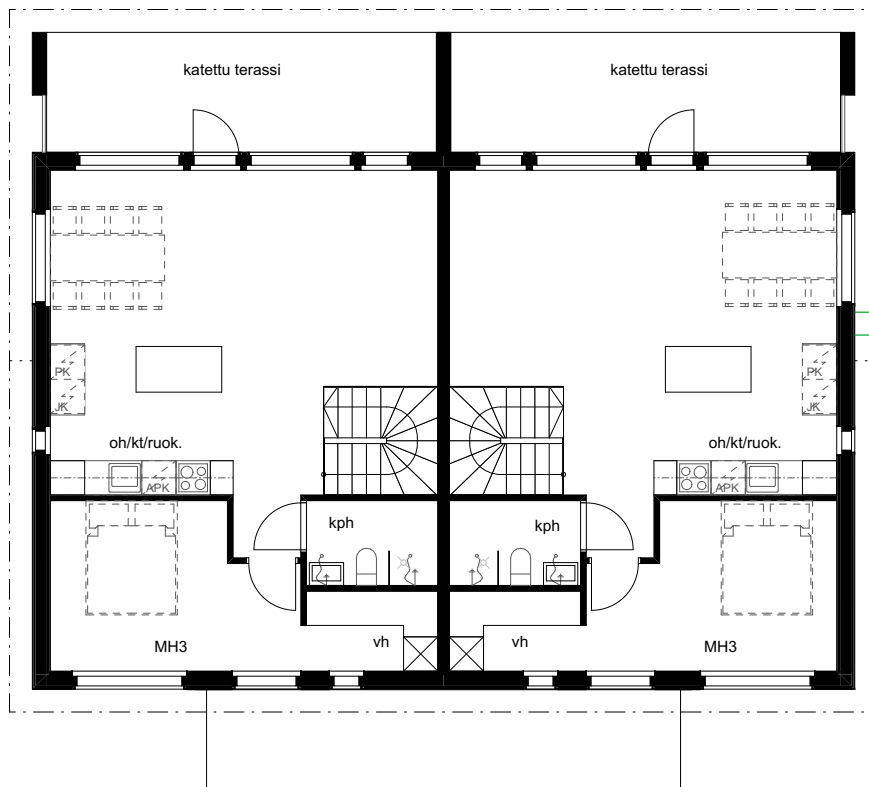 katettu terassi katettu terassi
PK PK
JK JK
oh/kt/ruok. oh/kt/ruok.
APK APK
kph kph
MH3 vh vh MH3